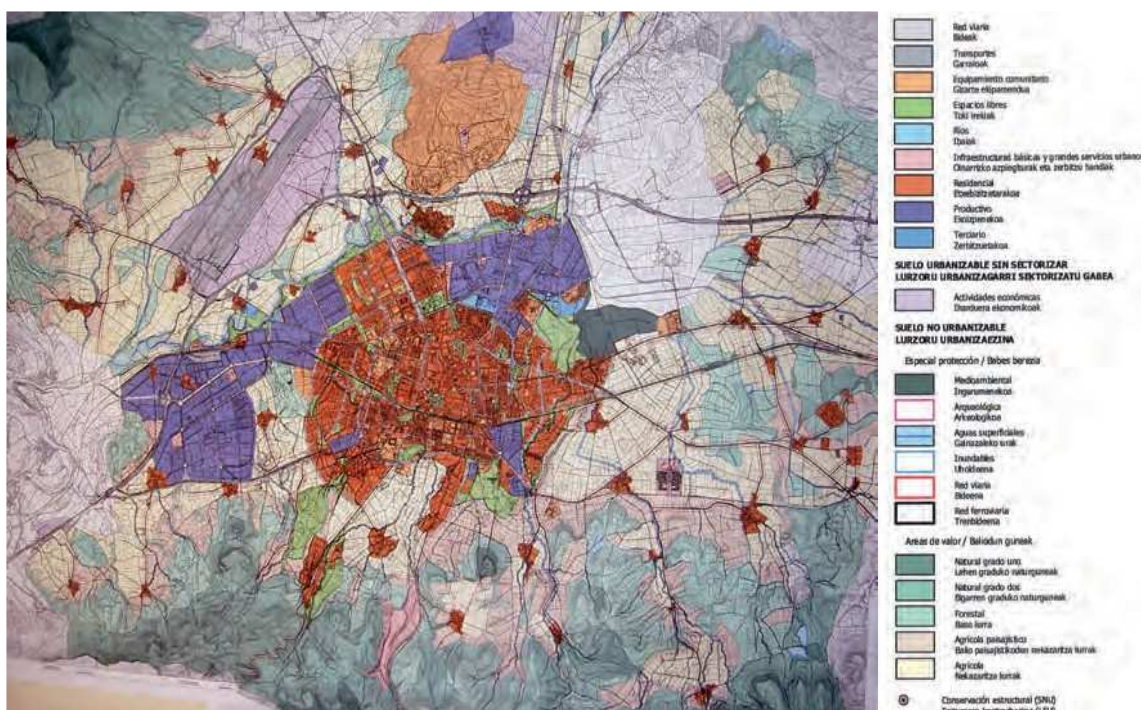 Red viaria
Bideak
Transportes
Garraioak
Equipamiento comunitario
Gizarte ekipamendua
Espacios libres
Toki irekiak
Ríos
Ibaiak
Infraestructuras básicas y grandes servicios urbano
Oinarrizko azpiegiturak eta zerbitzu handiak
Residencial
Etxebizitzetarakoa
Productivo
Ekoizpenekoa
Terciario
Zerbitzuetakoa
SUELO URBANIZABLE SIN SECTORIZAR
LURZORU URBANIZAGARRI SEKTORIZATU GABEA
Actividades económicas
Iharduera ekonomikoak
SUELO NO URBANIZABLE
LURZORU URBANIZAEZINA
Especial protección / Babes berezia
Medioambiental
Ingurumenekoa
Arqueológica
Arkeologikoa
Aguas superficiales
Gainazaleko urak
Inundables
Uholdeena
Red viaria
Bideena
Red ferroviaria
Trenbideena
Areas de valor / Baliodun guneak
Natural grado uno
Lehen graduko naturguneak
Natural grado dos
Bigarren graduko naturguneak
Forestal
Baso lurra
Agrícola paisajística
Balio paisajistikodun nekazaritza lurrak
Agrícola
Nekazaritza lurrak
Conservación estructural (SNU)